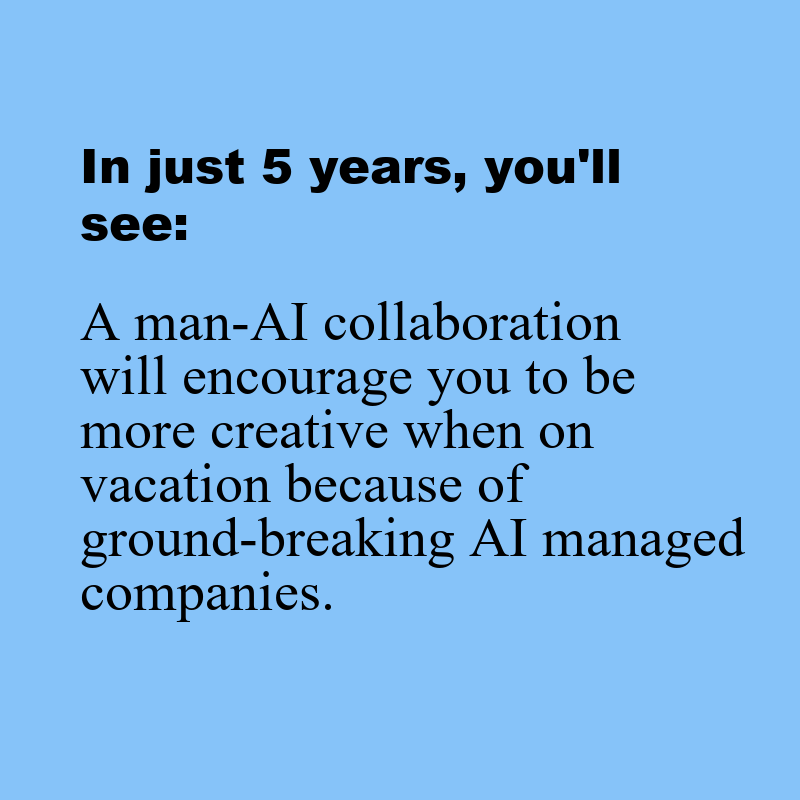 In just 5 years, you'll
see:
A man-AI collaboration
will encourage you to be
more creative when on
vacation because of
ground-breaking AI managed
companies.